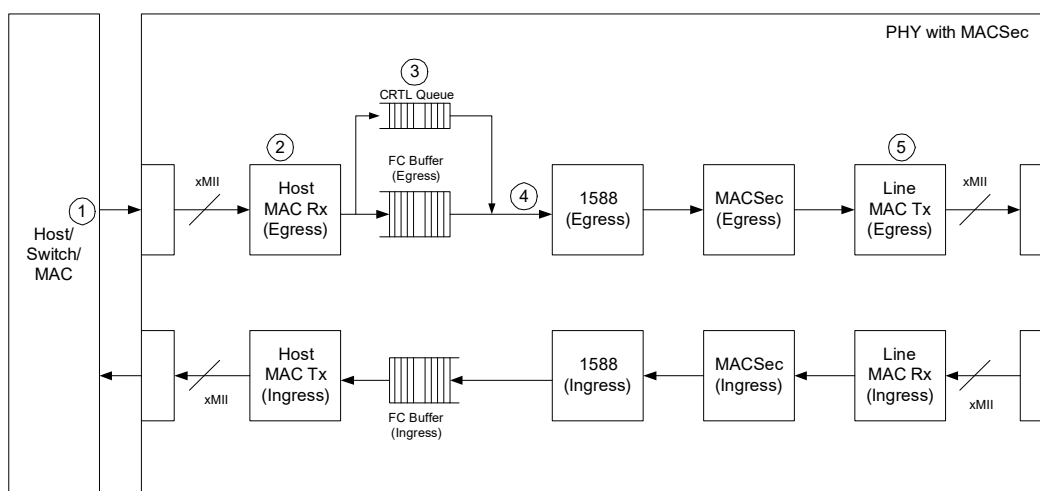 PHY with MACSec
3
CRTL Queue
2
5
xMII
FC Buffer
(Egress)
xMII
1
4
Host
MAC Rx
(Egress)
1588
(Egress)
MACSec
(Egress)
Line
MAC Tx
(Egress)
Host/
Switch/
MAC
Host
MAC Tx
(Ingress)
1588
(Ingress)
MACSec
(Ingress)
Line
MAC Rx
(Ingress)
xMII
xMII
FC Buffer
(Ingress)